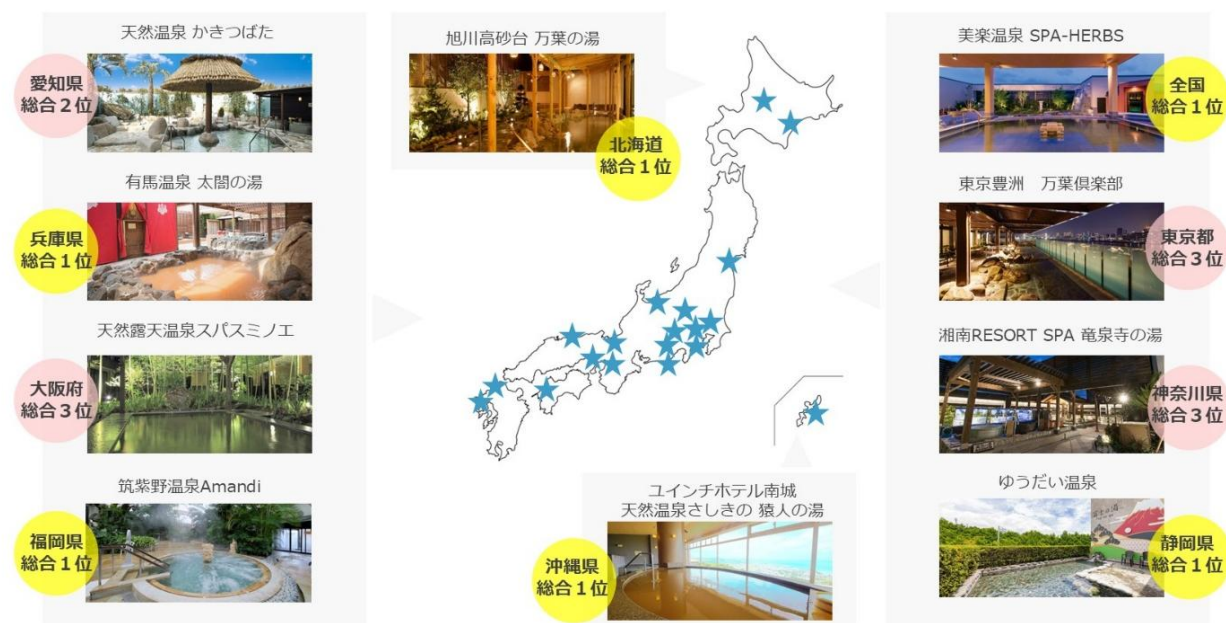 天然温泉 かきつばた
愛知県
総合２位
有馬温泉 太閤の湯
兵庫県
総合１位
天然露天温泉スパスミノエ
大阪府
総合３位
筑紫野温泉Amandi
福岡県
総合１位
旭川高砂台 万葉の湯
北海道
総合１位
ユインチホテル南城
天然温泉さしきの 猿人の湯
沖縄県
総合１位
美楽温泉 SPA-HERBS
全国
総合１位
東京豊洲　万葉倶楽部
東京都
総合３位
湘南RESORT SPA 竜泉寺の湯
神奈川県
総合３位
ゆうだい温泉
静岡県
総合１位